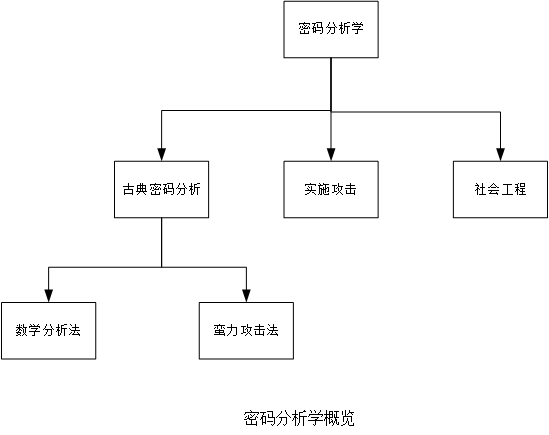 密码分析学
古典密码分析
实施攻击
社会工程
数学分析法
蛮力攻击法
密码分析学概览